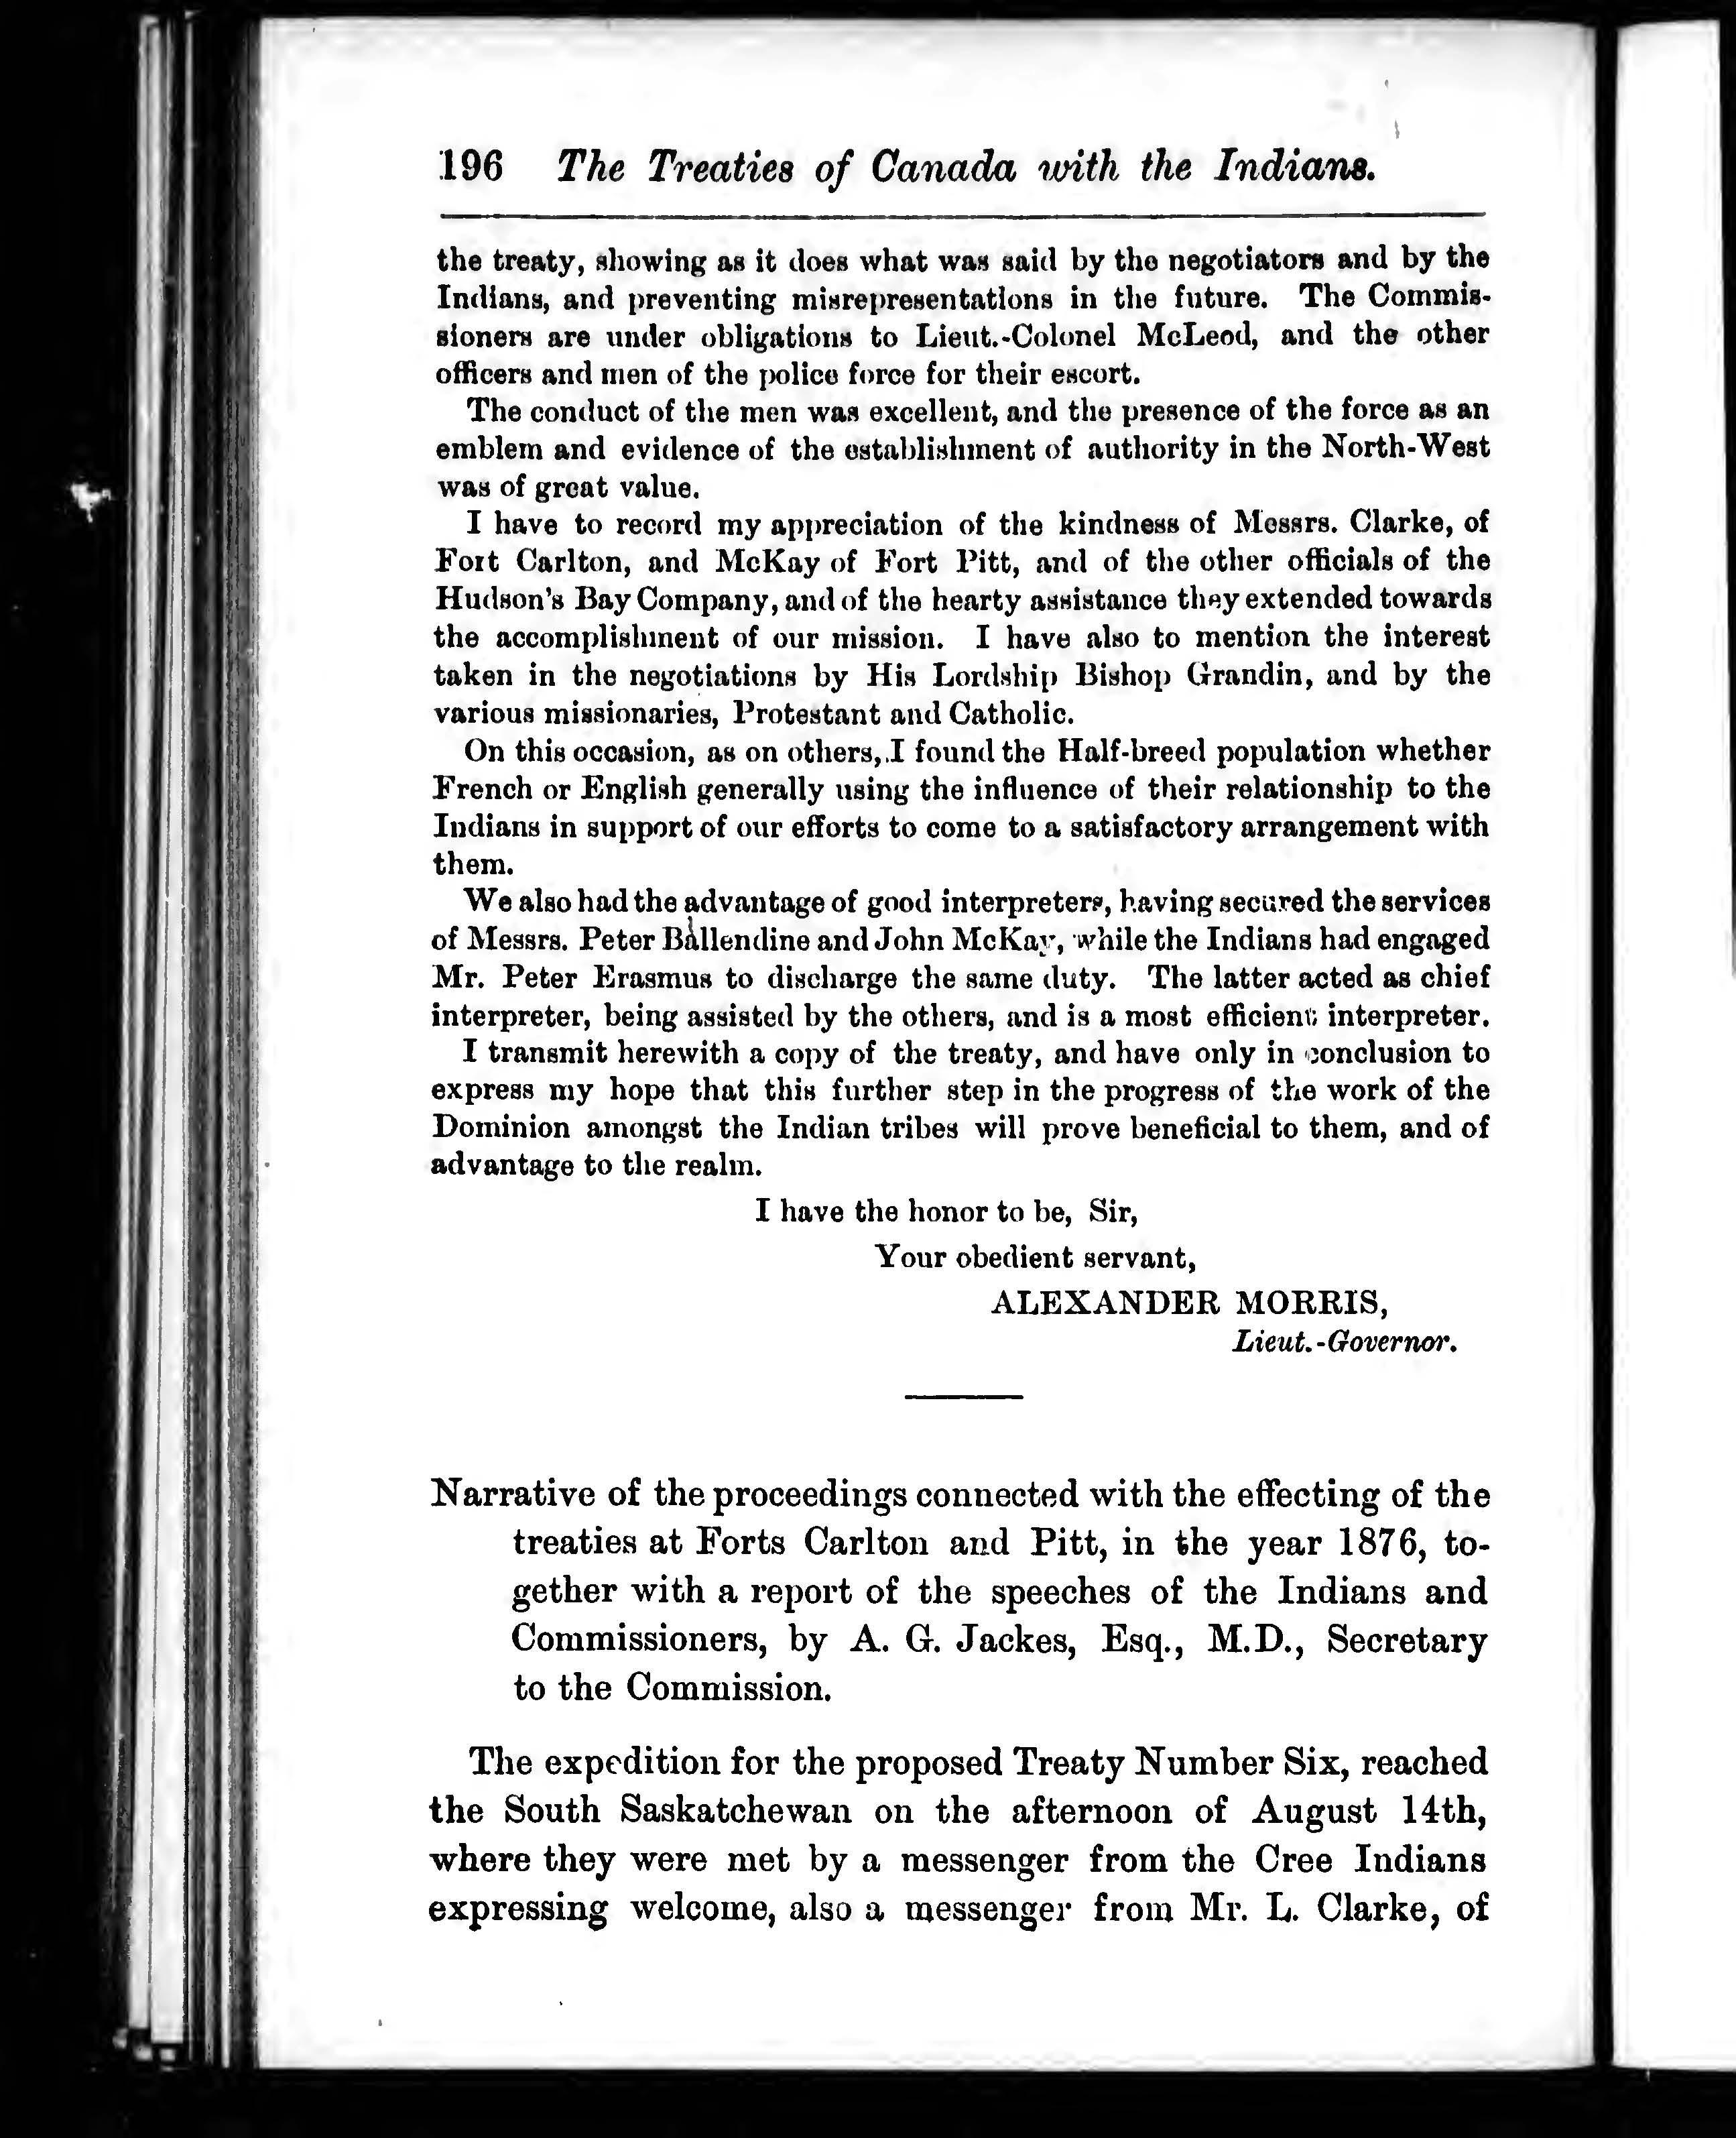 196 The Treaties of Canada with the Indians.
the treaty, showing as it does what was said by the negotiators and by the
Indians, and preventing misrepresentations in the future. The Commis-
sioners are under obligations to Lieut.-Colonel McLeod, and the other
officers and men of the police force for their escort.
The conduct of the men was excellent, and the presence of the force as an
emblem and evidence of the establishment of authority in the North-West
was of great value.
I have to record my appreciation of the kindness of Messrs. Clarke, of
Fort Carlton, and McKay of Fort Pitt, and of the other officials of the
Hudson's Bay Company, and of the hearty assistance they extended towards
the accomplishment of our mission. I have also to mention the interest
taken in the negotiations by His Lordship Bishop Grandin, and by the
various missionaries, Protestant and Catholic.
On this occasion, as on others, I found the Half-breed population whether
French or English generally using the influence of their relationship to the
Indians in support of our efforts to come to a satisfactory arrangement with
them.
We also had the advantage of good interpreters, having secured the services
of Messrs. Peter Ballendine and John McKay, while the Indians had engaged
Mr. Peter Erasmus to discharge the same duty. The latter acted as chief
interpreter, being assisted by the others, and is a most efficient interpreter.
I transmit herewith a copy of the treaty, and have only in conclusion to
express my hope that this further step in the progress of the work of the
Dominion amongst the Indian tribes will prove beneficial to them, and of
advantage to the realm.
I have the honor to be, Sir,
Your obedient servant,
ALEXANDER MORRIS,
Lieut.-Governor.
Narrative of the proceedings connected with the effecting of the
treaties at Forts Carlton and Pitt, in the year 1876, to-
gether with a report of the speeches of the Indians and
Commissioners, by A. G. Jackes, Esq., M.D., Secretary
to the Commission.
The expedition for the proposed Treaty Number Six, reached
the South Saskatchewan on the afternoon of August 14th,
where they were met by a messenger from the Cree Indians
expressing welcome, also a messenger from Mr. L. Clarke, of